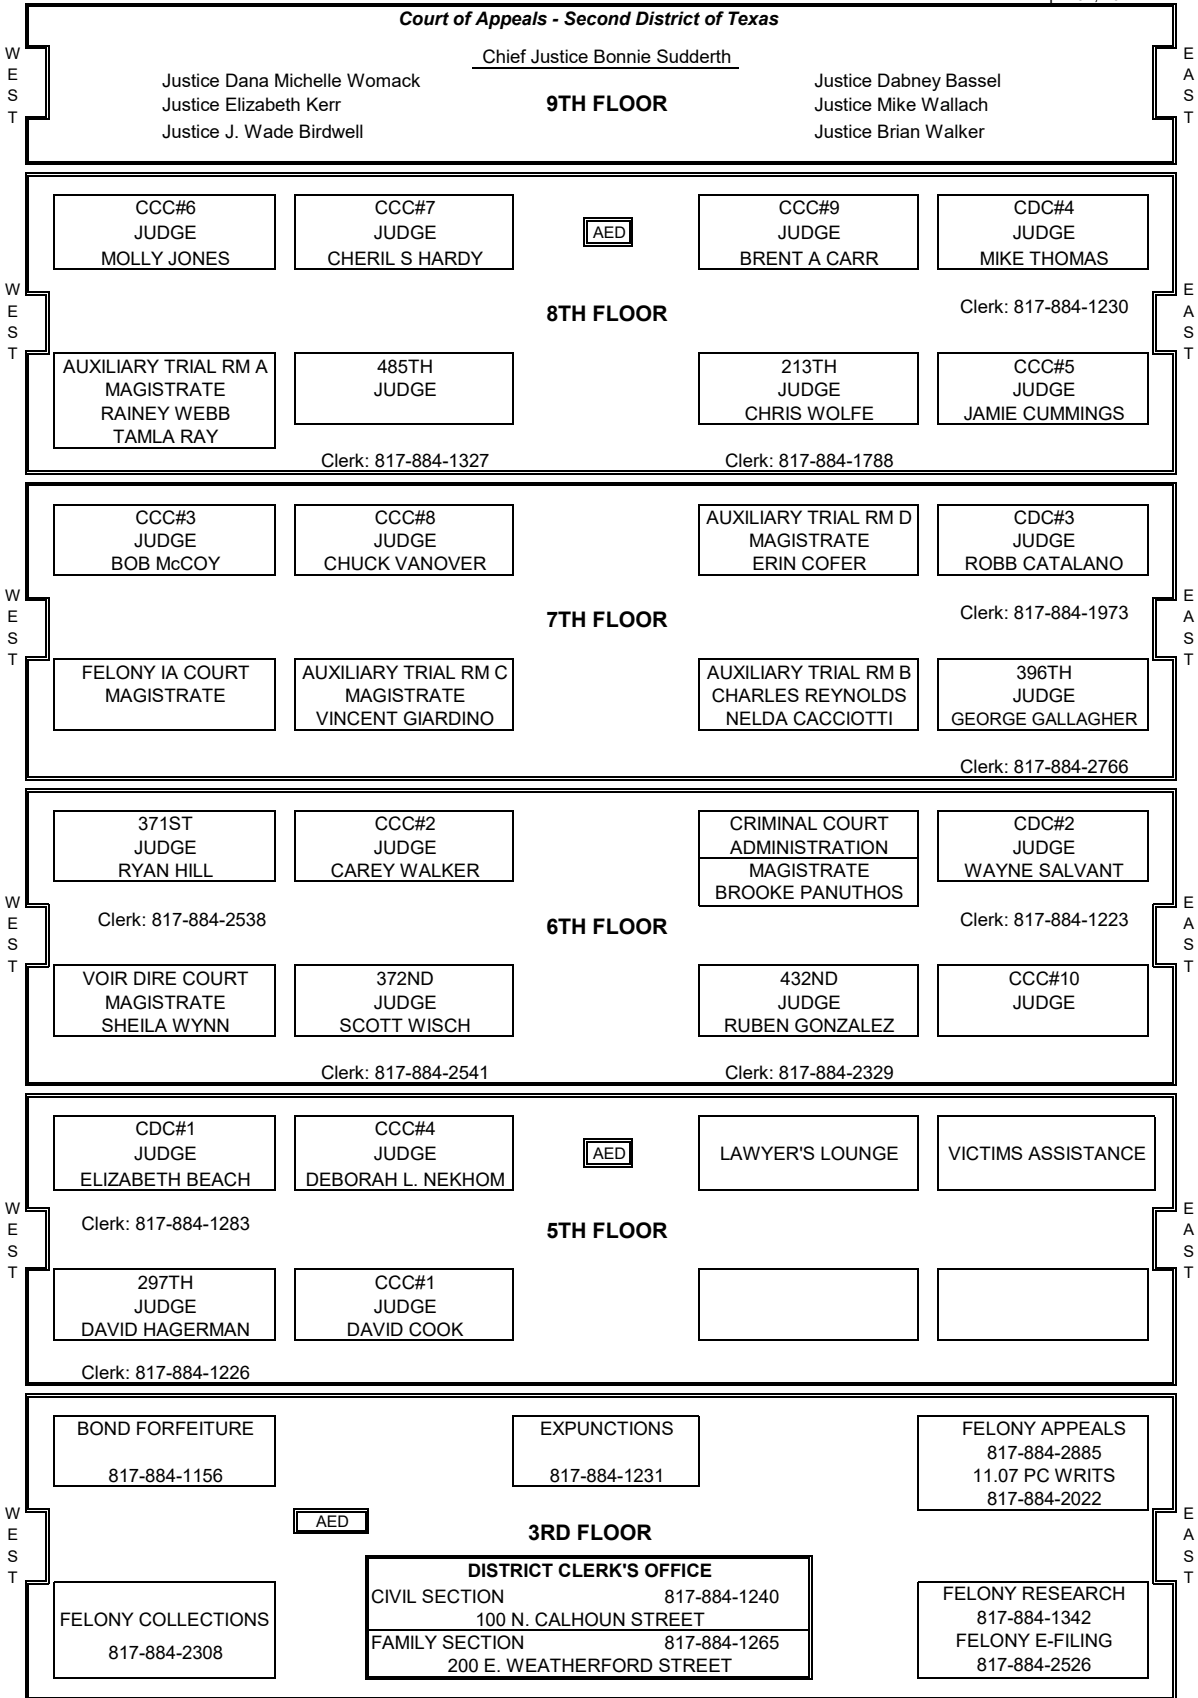 Court of Appeals - Second District of Texas
Chief Justice Bonnie Sudderth
Justice Dana Michelle Womack
Justice Dabney Bassel
Justice Elizabeth Kerr
9TH FLOOR
Justice Mike Wallach
Justice J. Wade Birdwell
Justice Brian Walker
WEST
EAST
CCC#6
JUDGE
MOLLY JONES
CCC#7
JUDGE
CHERIL S HARDY
AED
CCC#9
JUDGE
BRENT A CARR
CDC#4
JUDGE
MIKE THOMAS
Clerk: 817-884-1230
WEST
8TH FLOOR
EAST
AUXILIARY TRIAL RM A
MAGISTRATE
RAINEY WEBB
TAMLA RAY
485TH
JUDGE
Clerk: 817-884-1327
213TH
JUDGE
CHRIS WOLFE
Clerk: 817-884-1788
CCC#5
JUDGE
JAMIE CUMMINGS
CCC#3
JUDGE
BOB McCOY
CCC#8
JUDGE
CHUCK VANOVER
AUXILIARY TRIAL RM D
MAGISTRATE
ERIN COFER
CDC#3
JUDGE
ROBB CATALANO
Clerk: 817-884-1973
WEST
7TH FLOOR
EAST
FELONY IA COURT
MAGISTRATE
AUXILIARY TRIAL RM C
MAGISTRATE
VINCENT GIARDINO
AUXILIARY TRIAL RM B
CHARLES REYNOLDS
NELDA CACCIOTTI
396TH
JUDGE
GEORGE GALLAGHER
Clerk: 817-884-2766
371ST
JUDGE
RYAN HILL
Clerk: 817-884-2538
CCC#2
JUDGE
CAREY WALKER
CRIMINAL COURT
ADMINISTRATION
MAGISTRATE
BROOKE PANUTHOS
CDC#2
JUDGE
WAYNE SALVANT
Clerk: 817-884-1223
WEST
6TH FLOOR
EAST
VOIR DIRE COURT
MAGISTRATE
SHEILA WYNN
372ND
JUDGE
SCOTT WISCH
Clerk: 817-884-2541
432ND
JUDGE
RUBEN GONZALEZ
Clerk: 817-884-2329
CCC#10
JUDGE
CDC#1
JUDGE
ELIZABETH BEACH
Clerk: 817-884-1283
CCC#4
JUDGE
DEBORAH L. NEKHOM
AED
LAWYER'S LOUNGE
VICTIMS ASSISTANCE
WEST
5TH FLOOR
EAST
297TH
JUDGE
DAVID HAGERMAN
Clerk: 817-884-1226
CCC#1
JUDGE
DAVID COOK
BOND FORFEITURE
817-884-1156
EXPUNCTIONS
817-884-1231
FELONY APPEALS
817-884-2885
11.07 PC WRITS
817-884-2022
WEST
AED
3RD FLOOR
EAST
FELONY COLLECTIONS
817-884-2308
DISTRICT CLERK'S OFFICE
CIVIL SECTION 817-884-1240
100 N. CALHOUN STREET
FAMILY SECTION 817-884-1265
200 E. WEATHERFORD STREET
FELONY RESEARCH
817-884-1342
FELONY E-FILING
817-884-2526